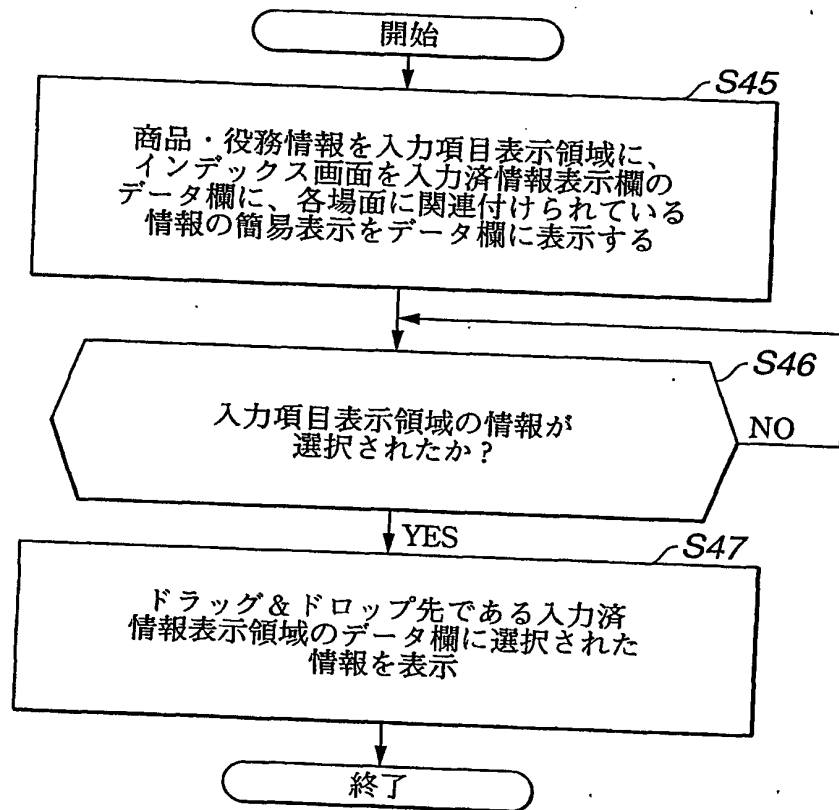 開始
S45
商品・役務情報を入力項目表示領域に、
インデックス画面を入力済情報表示欄の
データ欄に、各場面に関連付けられている
情報の簡易表示をデータ欄に表示する
S46
入力項目表示領域の情報が
選択されたか?
NO
YES
S47
ドラッグ&ドロップ先である入力済
情報表示領域のデータ欄に選択された
情報を表示
終了